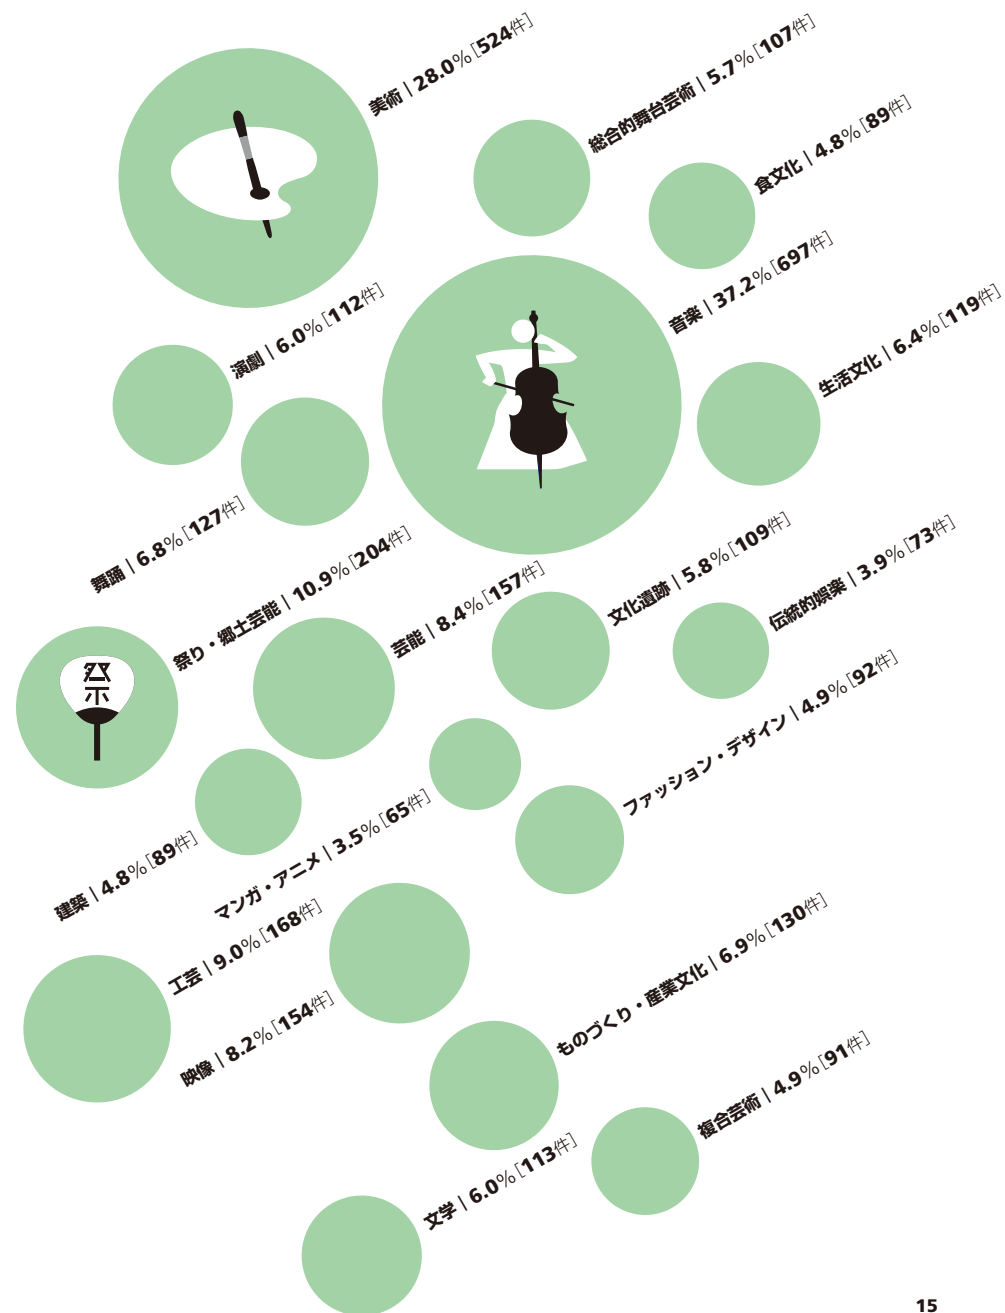 美術｜28.0%［524件］
総合的舞台芸術｜5.7%［107件］
食文化｜4.8%［89件］
音楽｜37.2%［697件］
演劇｜6.0%［112件］
生活文化｜6.4%［119件］
舞踊｜6.8%［127件］
祭り・郷土芸能｜10.9%［204件］
祭
芸能｜8.4%［157件］
文化遺跡｜5.8%［109件］
伝統的娯楽｜3.9%［73件］
ファッション・デザイン｜4.9%［92件］
建築｜4.8%［89件］
マンガ・アニメ｜3.5%［65件］
工芸｜9.0%［168件］
映像｜8.2%［154件］
ものづくり・産業文化｜6.9%［130件］
複合芸術｜4.9%［91件］
文学｜6.0%［113件］
15